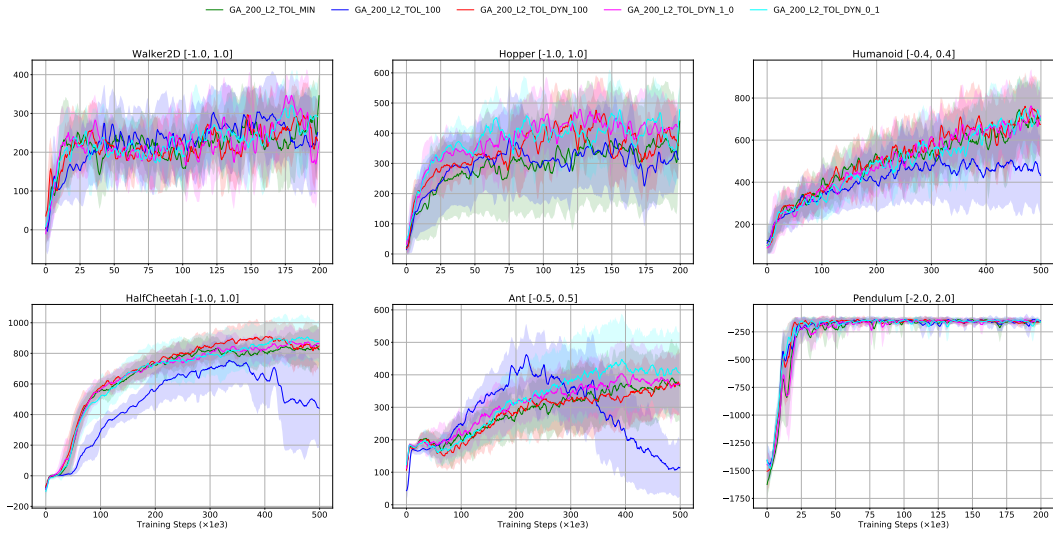 GA_200_L2_TOL_MIN GA_200_L2_TOL_100 GA_200_L2_TOL_DYN_100 GA_200_L2_TOL_DYN_1_0 GA_200_L2_TOL_DYN_0_1
Walker2D [-1.0, 1.0] Hopper [-1.0, 1.0] Humanoid [-0.4, 0.4]
400 600
300 500 800
200 400 600
100 300 400
0 200 200
100
0
0 25 50 75 100 125 150 175 200 0 25 50 75 100 125 150 175 200 0 100 200 300 400 500
HalfCheetah [-1.0, 1.0] Ant [-0.5, 0.5] Pendulum [-2.0, 2.0]
1000 600 −250
800 500 −500
600 400 −750
400 300 −1000
200 200 −1250
0 100 −1500
−200 0 −1750
0 100 200 300 400 500 0 100 200 300 400 500 0 25 50 75 100 125 150 175 200
Training Steps (×1e3) Training Steps (×1e3) Training Steps (×1e3)